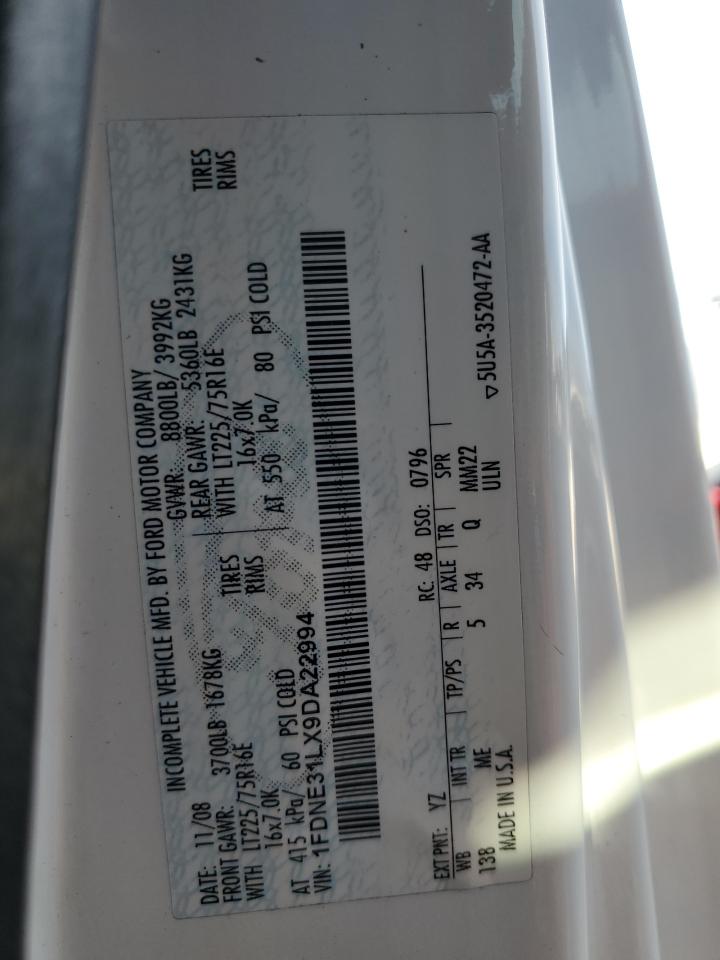 INCOMPLETE VEHICLE MFD. BY FORD MOTOR COMPANY
DATE: 11/08 GVWR: 8800LB/ 3992KG
FRONT GAWR: 3700LB 1678KG REAR GAWR: 5360LB 2431KG
WITH LT225/75R16E TIRES WITH LT225/75R16E TIRES
16x7.0K RIMS 16x7.0K RIMS
AT 415 kPa/ 60 PSI COLD AT 550 kPa/ 80 PSI COLD
VIN: 1FDNE31LX9DA22994
EXT PNT: YZ RC: 48 DSO: 0796
WB INT TR TP/PS R AXLE TR SPR
138 ME 5 34 Q MM22
ULN
MADE IN U.S.A. ▽5U5A-3520472-AA